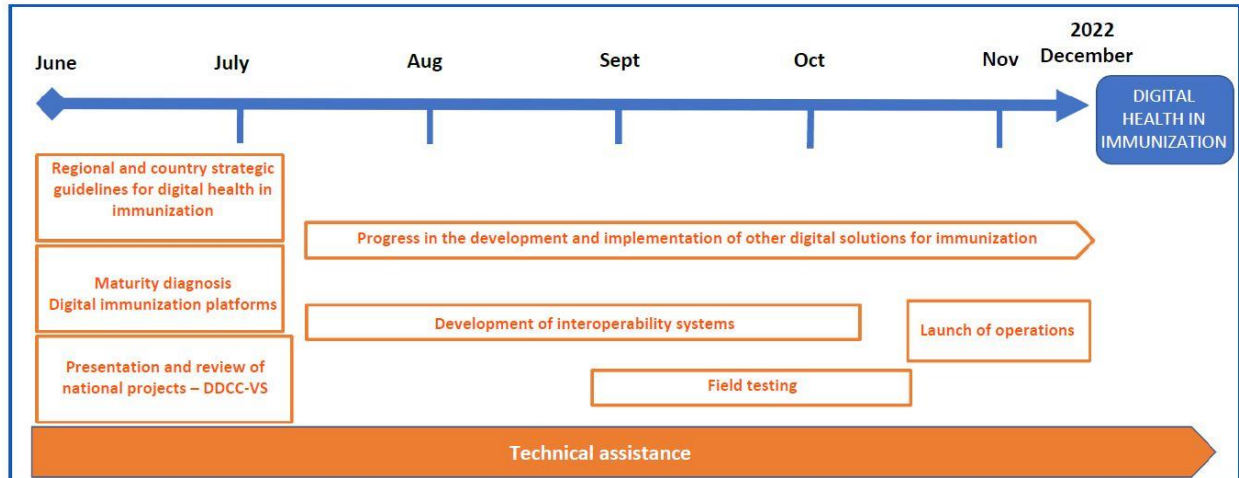 2022
June
July
Aug
Sept
Oct
Nov
December
DIGITAL
HEALTH IN
IMMUNIZATION
Regional and country strategic
guidelines for digital health in
immunization
Progress in the development and implementation of other digital solutions for immunization
Maturity diagnosis
Digital immunization platforms
Development of interoperability systems
Launch of operations
Presentation and review of
national projects – DDCC-VS
Field testing
Technical assistance